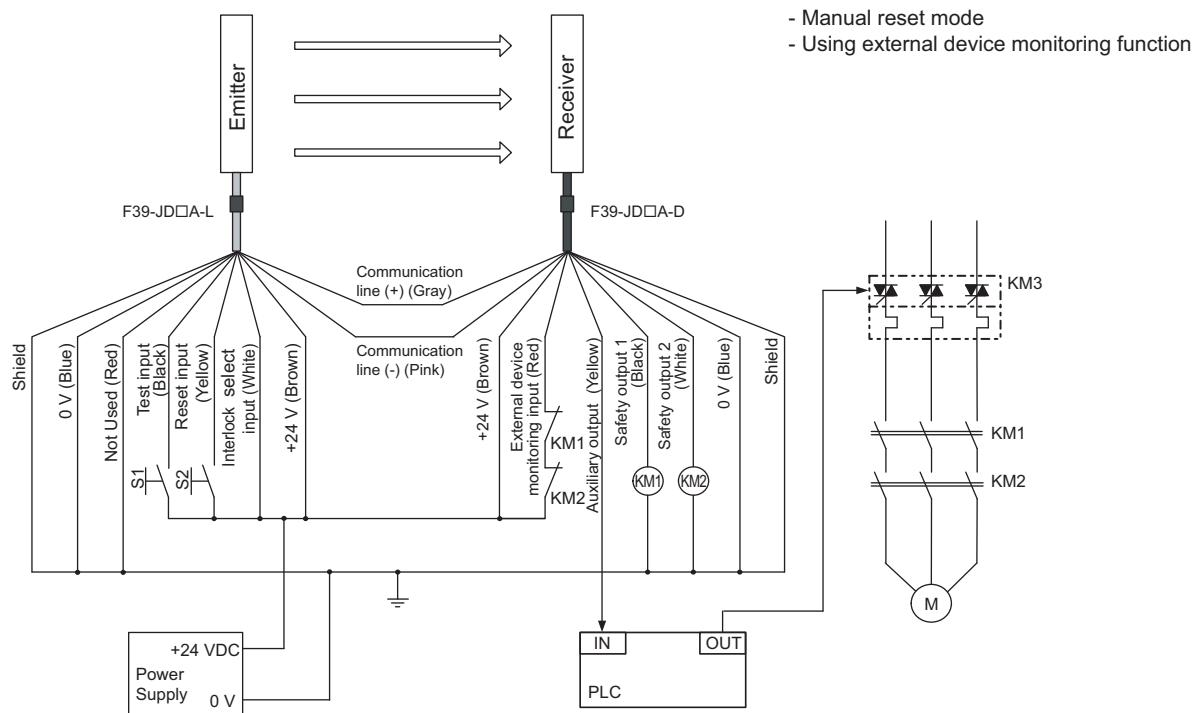 - Manual reset mode
- Using external device monitoring function
Emitter
Receiver
F39-JD□A-L
F39-JD□A-D
Communication
line (+) (Gray)
Communication
line (-) (Pink)
Shield
0 V (Blue)
Not Used (Red)
Test input
(Black)
Reset input
(Yellow)
Interlock select
input (White)
+24 V (Brown)
+24 V (Brown)
External device
monitoring input (Red)
Auxiliary output (Yellow)
Safety output 1
(Black)
Safety output 2
(White)
0 V (Blue)
Shield
S1
S2
KM1
KM2
KM1
KM2
KM3
KM1
KM2
M
+24 VDC
Power
Supply
0 V
IN
OUT
PLC